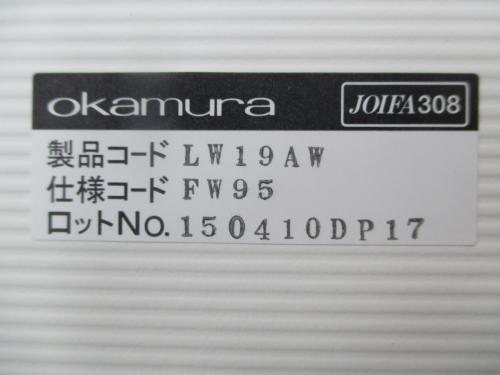 okamura JOIFA308
製品コード LW19AW
仕様コード FW95
ロットNo. 150410DP17